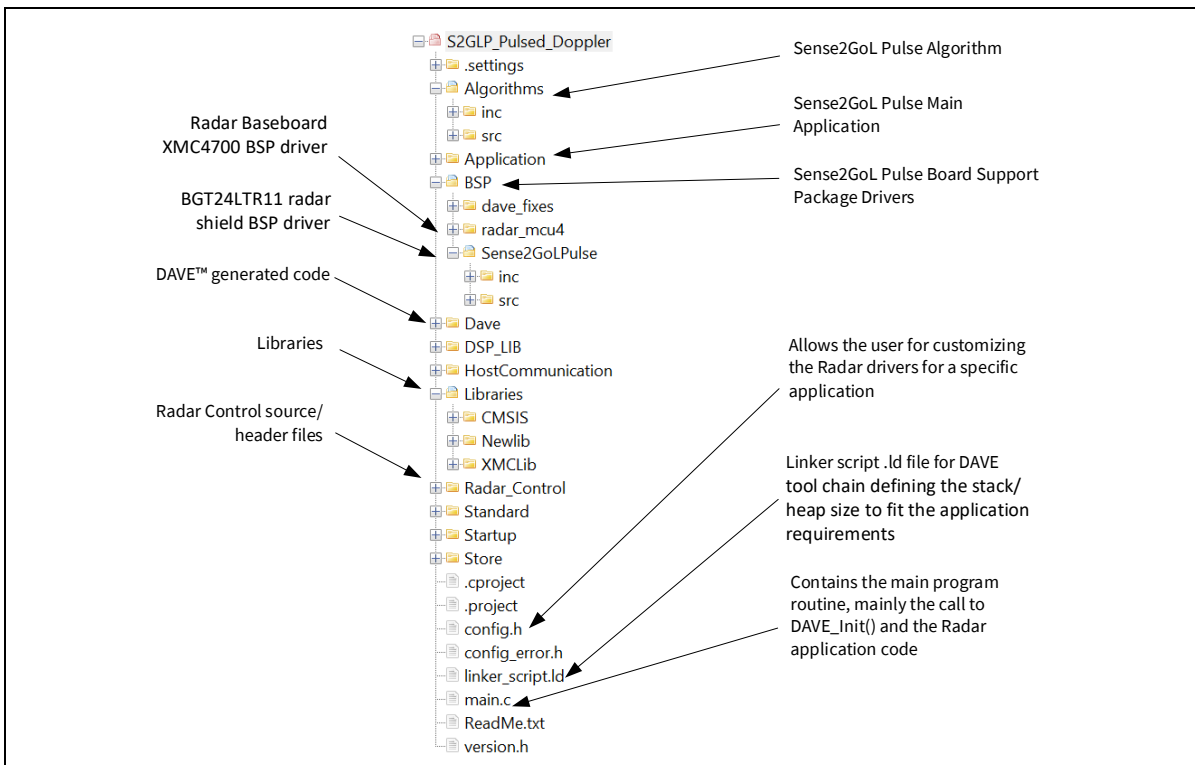 S2GLP_Pulsed_Doppler
.settings
Algorithms
inc
src
Application
BSP
dave_fixes
radar_mcu4
Sense2GoLPulse
inc
src
Dave
DSP_LIB
HostCommunication
Libraries
CMSIS
Newlib
XMCLib
Radar_Control
Standard
Startup
Store
.cproject
.project
config.h
config_error.h
linker_script.ld
main.c
ReadMe.txt
version.h
Radar Baseboard
XMC4700 BSP driver
BGT24LTR11 radar
shield BSP driver
DAVE™ generated code
Libraries
Radar Control source/
header files
Sense2GoL Pulse Algorithm
Sense2GoL Pulse Main
Application
Sense2GoL Pulse Board Support
Package Drivers
Allows the user for customizing
the Radar drivers for a specific
application
Linker script .ld file for DAVE
tool chain defining the stack/
heap size to fit the application
requirements
Contains the main program
routine, mainly the call to
DAVE_Init() and the Radar
application code